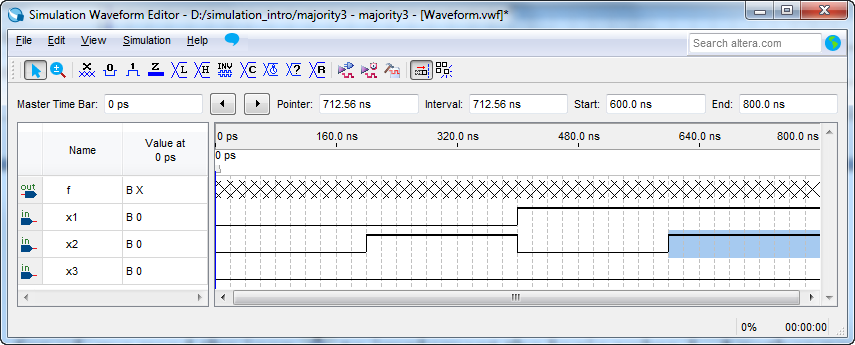 Simulation Waveform Editor - D:/simulation_intro/majority3 - majority3 - [Waveform.vwf]*
File Edit View Simulation Help Search altera.com
Master Time Bar: 0 ps Pointer: 712.56 ns Interval: 712.56 ns Start: 600.0 ns End: 800.0 ns
Name Value at 0 ps
0 ps 160.0 ns 320.0 ns 480.0 ns 640.0 ns 800.0 ns
0 ps
out f B X
in x1 B 0
in x2 B 0
in x3 B 0
0% 00:00:00